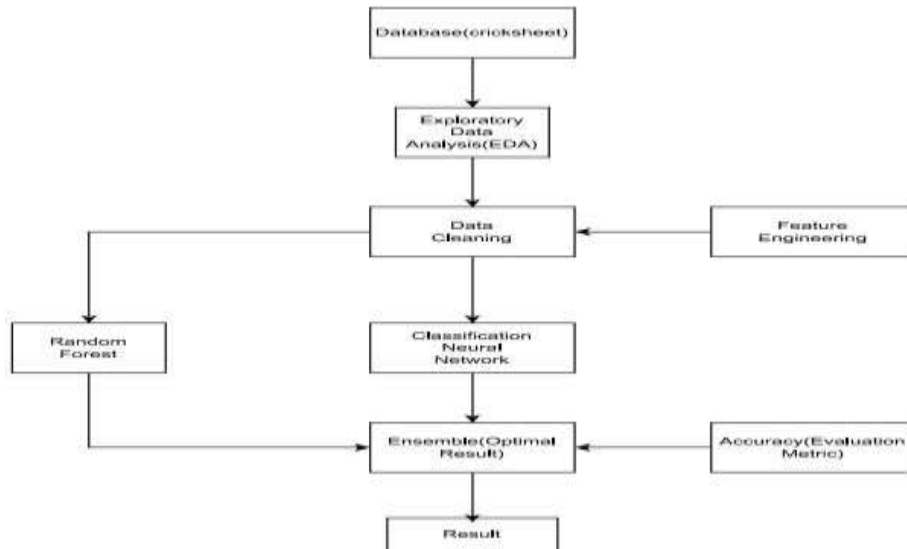 Database(cricksheet)
Exploratory
Data
Analysis(EDA)
Data
Cleaning
Feature
Engineering
Random
Forest
Classification
Neural
Network
Ensemble(Optimal
Result)
Accuracy(Evaluation
Metric)
Result